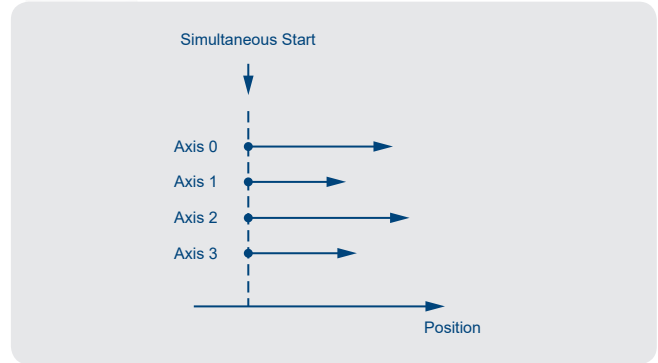 Simultaneous Start
Axis 0
Axis 1
Axis 2
Axis 3
Position